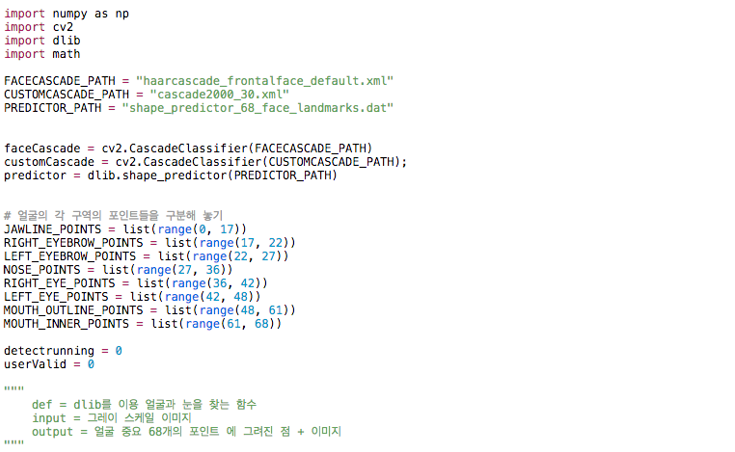 import numpy as np
import cv2
import dlib
import math

FACECASCADE_PATH = "haarcascade_frontalface_default.xml"
CUSTOMCASCADE_PATH = "cascade2000_30.xml"
PREDICTOR_PATH = "shape_predictor_68_face_landmarks.dat"

faceCascade = cv2.CascadeClassifier(FACECASCADE_PATH)
customCascade = cv2.CascadeClassifier(CUSTOMCASCADE_PATH);
predictor = dlib.shape_predictor(PREDICTOR_PATH)

# 얼굴의 각 구역의 포인트들을 구분해 놓기
JAWLINE_POINTS = list(range(0, 17))
RIGHT_EYEBROW_POINTS = list(range(17, 22))
LEFT_EYEBROW_POINTS = list(range(22, 27))
NOSE_POINTS = list(range(27, 36))
RIGHT_EYE_POINTS = list(range(36, 42))
LEFT_EYE_POINTS = list(range(42, 48))
MOUTH_OUTLINE_POINTS = list(range(48, 61))
MOUTH_INNER_POINTS = list(range(61, 68))

detectrunning = 0
userValid = 0

"""
    def = dlib를 이용 얼굴과 눈을 찾는 함수
    input = 그레이 스케일 이미지
    output = 얼굴 중요 68개의 포인트 에 그려진 점 + 이미지
"""